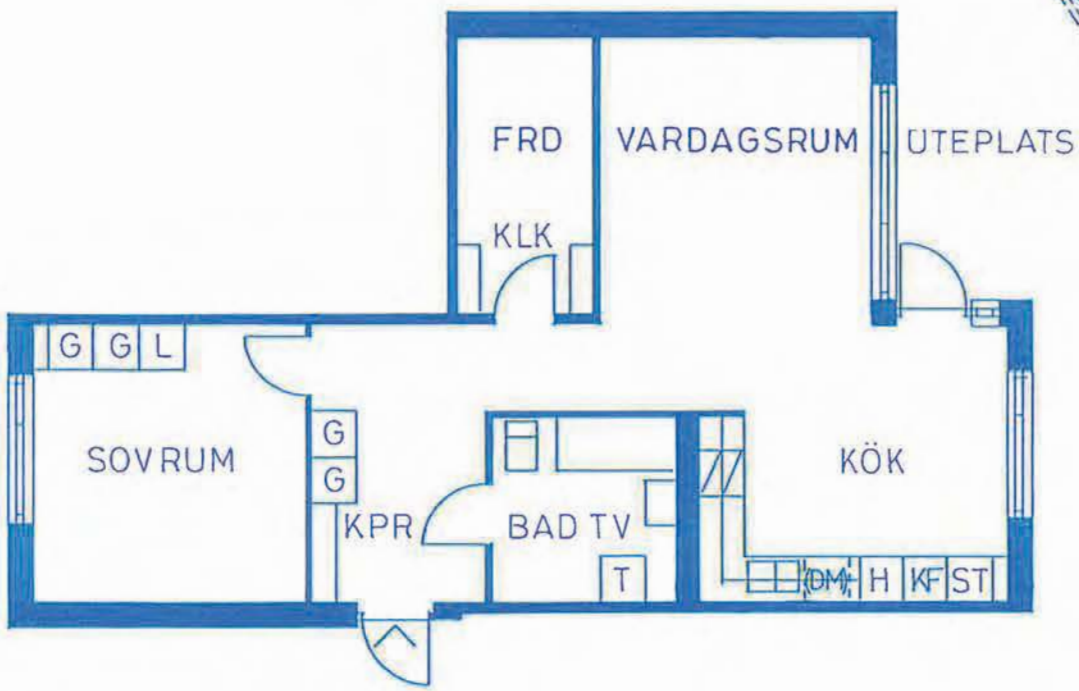 FRD VARDAGSRUM UTEPLATS
KLK
G G L
G
SOVRUM KÖK
G
KPR BAD TV
T (DM) H KF ST